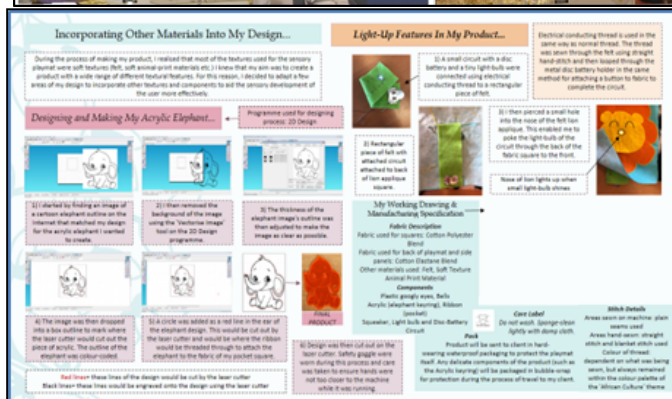 Incorporating Other Materials Into My Design...
During the process of making my product, I realised that most of the textures used for the sensory
playmat were soft textures (felt, soft animal print materials etc.) I knew that my aim was to create a
product with a wide range of different textural features. For this reason, I decided to adapt a few
areas of my design to incorporate other textures and components to aid the sensory development of
the user more effectively.
Designing and Making My Acrylic Elephant...
Programme used for designing
process: 2D Design
1) I started by finding an image of
a cartoon elephant outline on the
Internet that matched my design
for the acrylic elephant I wanted
to create.
2) I then removed the
background of the image
using the 'Vectorise Image'
tool on the 2D Design
programme.
3) The thickness of the
elephant image's outline was
then adjusted to make the
image as clear as possible.
4) The image was then dropped
into a box outline to mark where
the laser cutter would cut out the
piece of acrylic. The outline of the
elephant was colour-coded.
5) A circle was added as a red line in the ear of
the elephant design. This would be cut out by
the laser cutter and would be where the ribbon
would be threaded through to attach the
elephant to the fabric of my pocket square.
FINAL
PRODUCT
Red lines= these lines of the design would be cut by the laser cutter
Black lines= these lines would be engraved onto the design using the laser cutter
6) Design was then cut out on the
laser cutter. Safety goggle were
worn during this process and care
was taken to ensure hands were
not too closer to the machine
while it was running.
Light-Up Features In My Product...
1) A small circuit with a disc
battery and a tiny light-bulb were
connected using electrical
conducting thread to a rectangular
piece of felt.
Electrical conducting thread is used in the
same way as normal thread. The thread
was sewn through the felt using straight
hand-stitch and then looped through the
metal disc battery holder in the same
method for attaching a button to fabric
to complete the circuit.
2) Rectangular
piece of felt with
attached circuit
attached to back
of lion applique
square.
3) I then pierced a small hole
into the nose of the felt lion
applique. This enabled me to
poke the light-bulb of the
circuit through the back of the
fabric square to the front.
Nose of lion lights up when
small light-bulb shines
My Working Drawing &
Manufacturing Specification
Fabric Description
Fabric used for squares: Cotton Polyester
Blend
Fabric used for back of playmat and side
panels: Cotton Elastane Blend
Other materials used: Felt, Soft Texture
Animal Print Material
Components
Plastic googly eyes, Bells
Acrylic (elephant keyring), Ribbon
(pocket)
Squeaker, Light bulb and Disc-Battery
Circuit
Care Label
Do not wash. Sponge-clean
lightly with damp cloth.
Pack
Product will be sent to client in hard-
wearing waterproof packaging to protect the playmat
itself. Any delicate components of the product (such as
the Acrylic keyring) will be packaged in bubble-wrap
for protection during the process of travel to my client.
Stitch Details
Areas sewn on machine: plain
seams used
Areas hand-sewn: straight
stitch and blanket stitch used
Colour of thread:
dependent on what was being
sewn, but always remained
within the colour palette of
the 'African Culture' theme